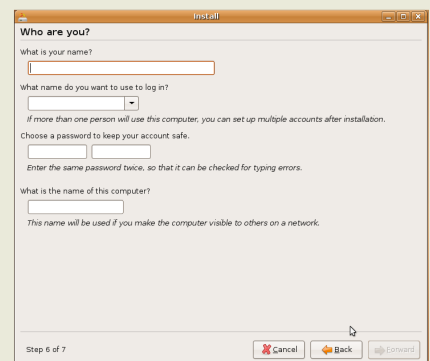 Install
Who are you?
What is your name?
What name do you want to use to log in?
If more than one person will use this computer, you can set up multiple accounts after installation.
Choose a password to keep your account safe.
Enter the same password twice, so that it can be checked for typing errors.
What is the name of this computer?
This name will be used if you make the computer visible to others on a network.
Step 6 of 7 Cancel Back Forward